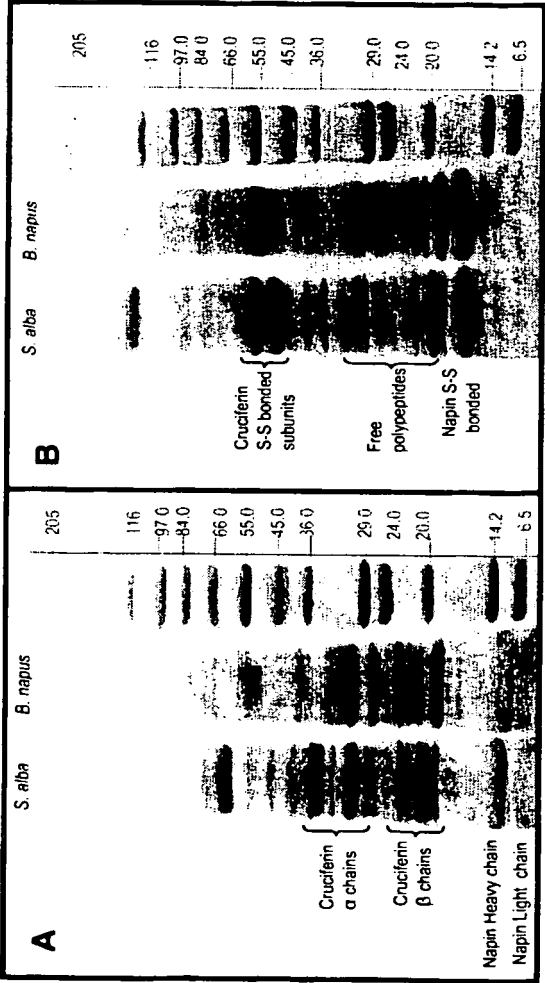 A
S. alba
B. napus
205
116
97.0
84.0
66.0
55.0
45.0
36.0
29.0
24.0
20.0
14.2
6.5
Cruciferin
α chains
Cruciferin
β chains
Napin Heavy chain
Napin Light chain
B
S. alba
B. napus
205
116
97.0
84 0
66.0
55.0
45.0
36.0
29.0
24 0
20.0
14 2
6.5
Cruciferin
S-S bonded
subunits
Free
polypeptides
Napin S-S
bonded